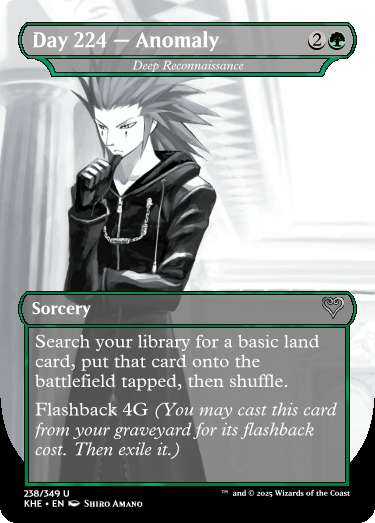 Day 224 — Anomaly 2
Deep Reconnaissance
Sorcery
Search your library for a basic land
card, put that card onto the
battlefield tapped, then shuffle.
Flashback 4G (You may cast this card
from your graveyard for its flashback
cost. Then exile it.)
238/349 U
KHE • EN Shiro Amano
™ and © 2025 Wizards of the Coast